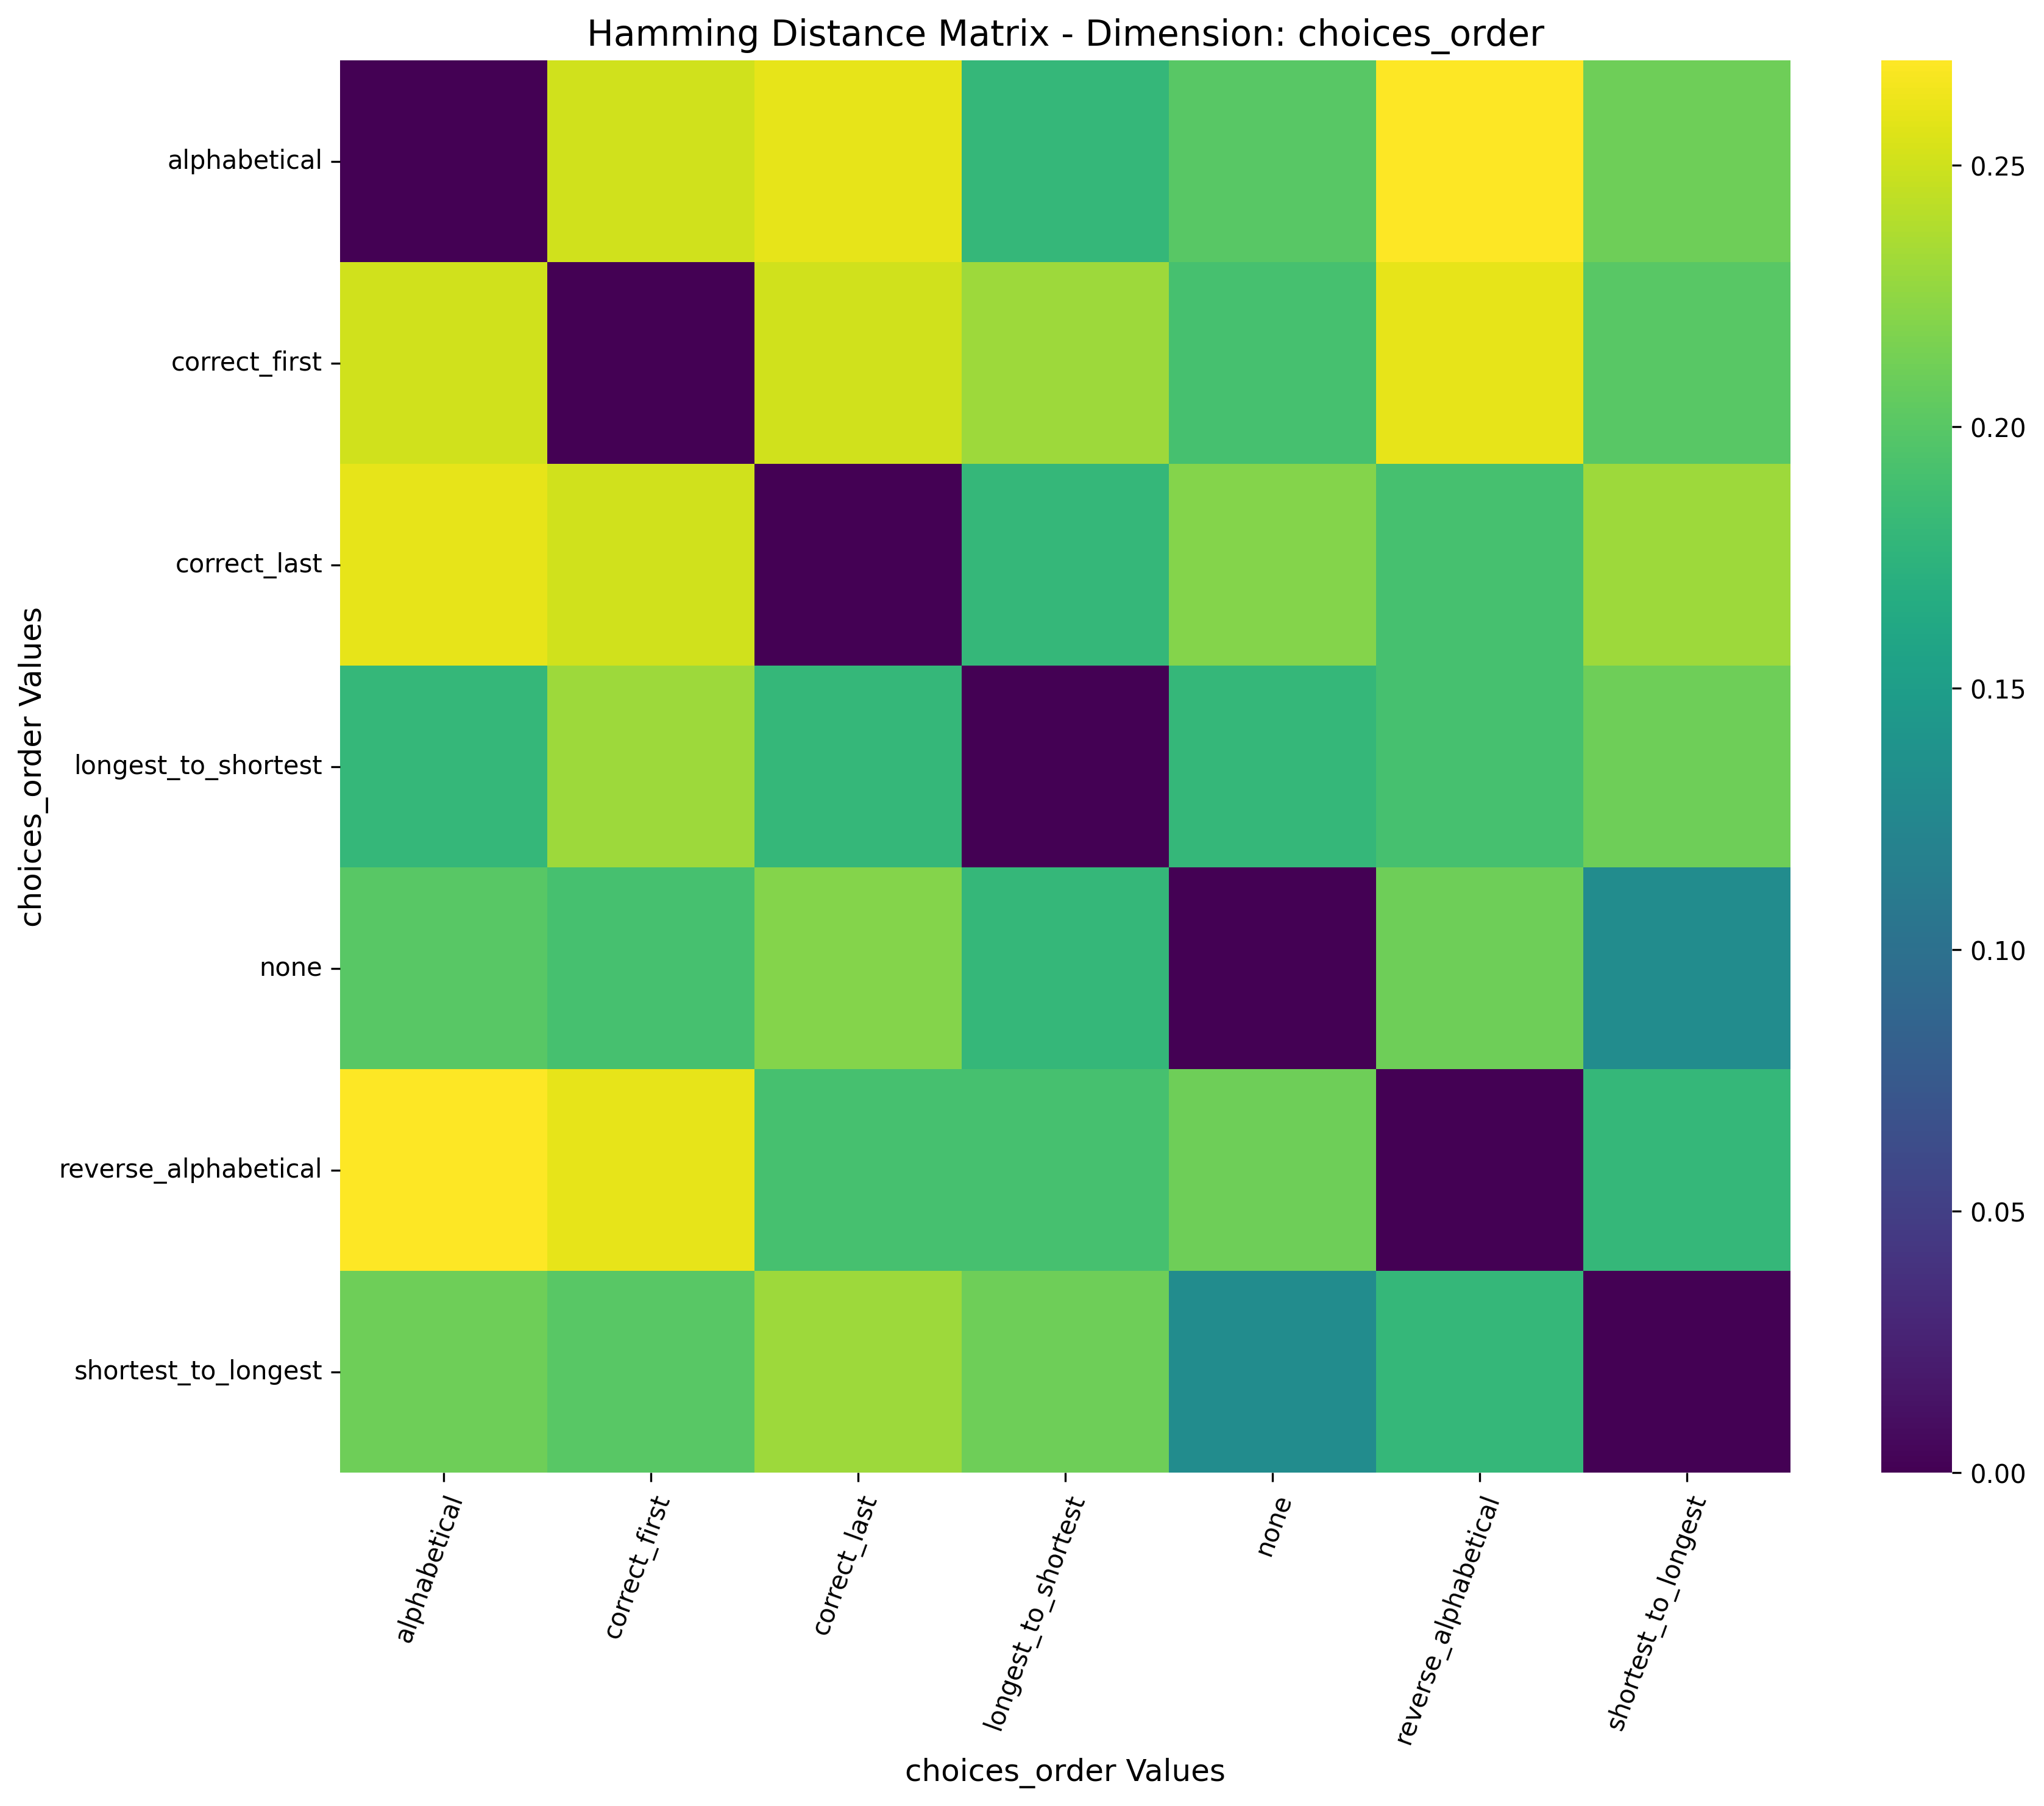 Hamming Distance Matrix - Dimension: choices_order
choices_order Values
alphabetical
correct_first
correct_last
longest_to_shortest
none
reverse_alphabetical
shortest_to_longest
0.25
0.20
0.15
0.10
0.05
0.00
alphabetical
correct_first
correct_last
longest_to_shortest
none
reverse_alphabetical
shortest_to_longest
choices_order Values